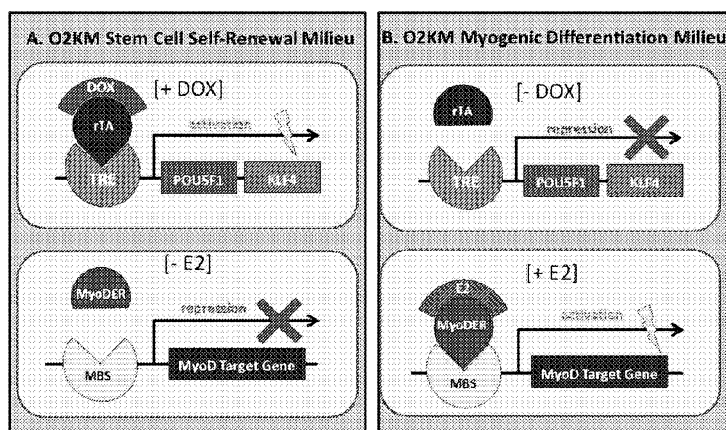 A. O2KM Stem Cell Self-Renewal Milieu
[+ DOX]
DOX
rTA
activation
TRE
POU5F1
KLF4
[- E2]
MyoDER
repression
MBS
MyoD Target Gene
B. O2KM Myogenic Differentiation Milieu
[- DOX]
rTA
repression
TRE
POU5F1
KLF4
[+ E2]
E2
MyoDER
activation
MBS
MyoD Target Gene